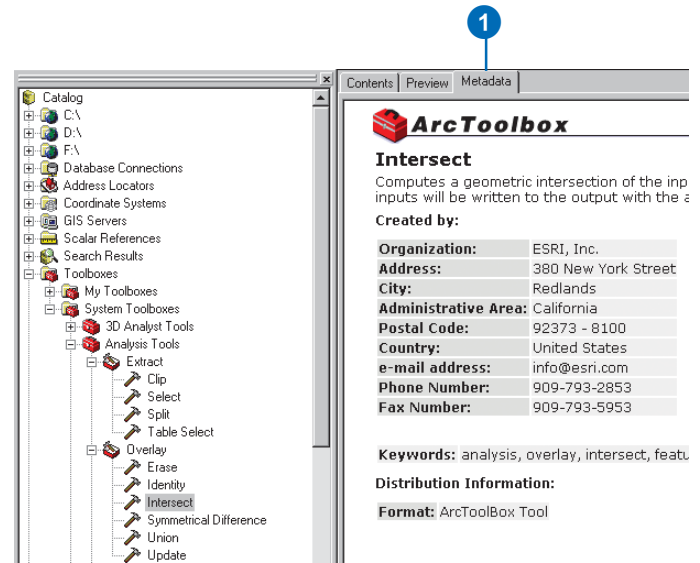 1
Contents
Preview
Metadata
Catalog
C:\
D:\
F:\
Database Connections
Address Locators
Coordinate Systems
GIS Servers
Scalar References
Search Results
Toolboxes
My Toolboxes
System Toolboxes
3D Analyst Tools
Analysis Tools
Extract
Clip
Select
Split
Table Select
Overlay
Erase
Identity
Intersect
Symmetrical Difference
Union
Update
ArcToolbox
Intersect
Computes a geometric intersection of the inp
inputs will be written to the output with the a
Created by:
Organization: ESRI, Inc.
Address: 380 New York Street
City: Redlands
Administrative Area: California
Postal Code: 92373 - 8100
Country: United States
e-mail address: info@esri.com
Phone Number: 909-793-2853
Fax Number: 909-793-5953
Keywords: analysis, overlay, intersect, featu
Distribution Information:
Format: ArcToolBox Tool